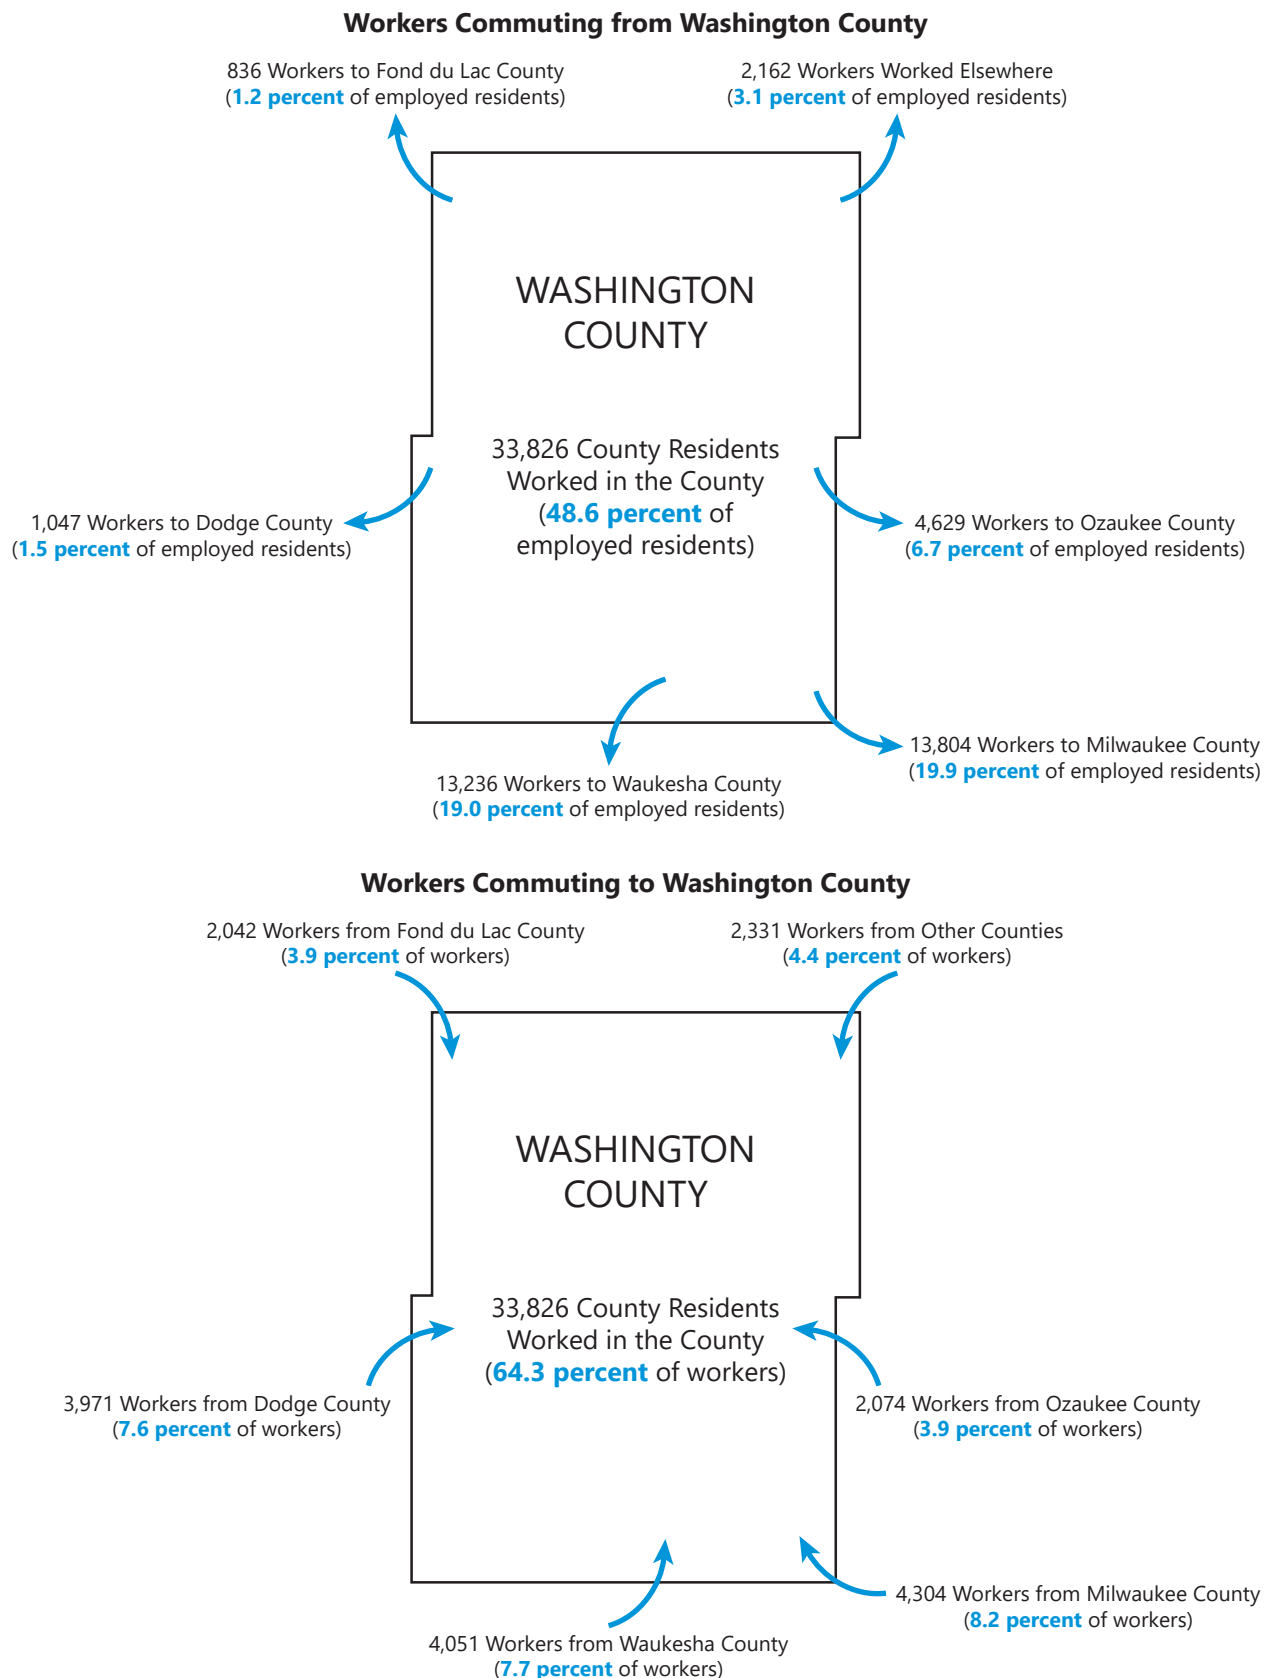 Workers Commuting from Washington County
836 Workers to Fond du Lac County
(1.2 percent of employed residents)
2,162 Workers Worked Elsewhere
(3.1 percent of employed residents)
WASHINGTON
COUNTY
33,826 County Residents
Worked in the County
(48.6 percent of
employed residents)
1,047 Workers to Dodge County
(1.5 percent of employed residents)
4,629 Workers to Ozaukee County
(6.7 percent of employed residents)
13,804 Workers to Milwaukee County
(19.9 percent of employed residents)
13,236 Workers to Waukesha County
(19.0 percent of employed residents)
Workers Commuting to Washington County
2,042 Workers from Fond du Lac County
(3.9 percent of workers)
2,331 Workers from Other Counties
(4.4 percent of workers)
WASHINGTON
COUNTY
33,826 County Residents
Worked in the County
(64.3 percent of workers)
3,971 Workers from Dodge County
(7.6 percent of workers)
2,074 Workers from Ozaukee County
(3.9 percent of workers)
4,304 Workers from Milwaukee County
(8.2 percent of workers)
4,051 Workers from Waukesha County
(7.7 percent of workers)